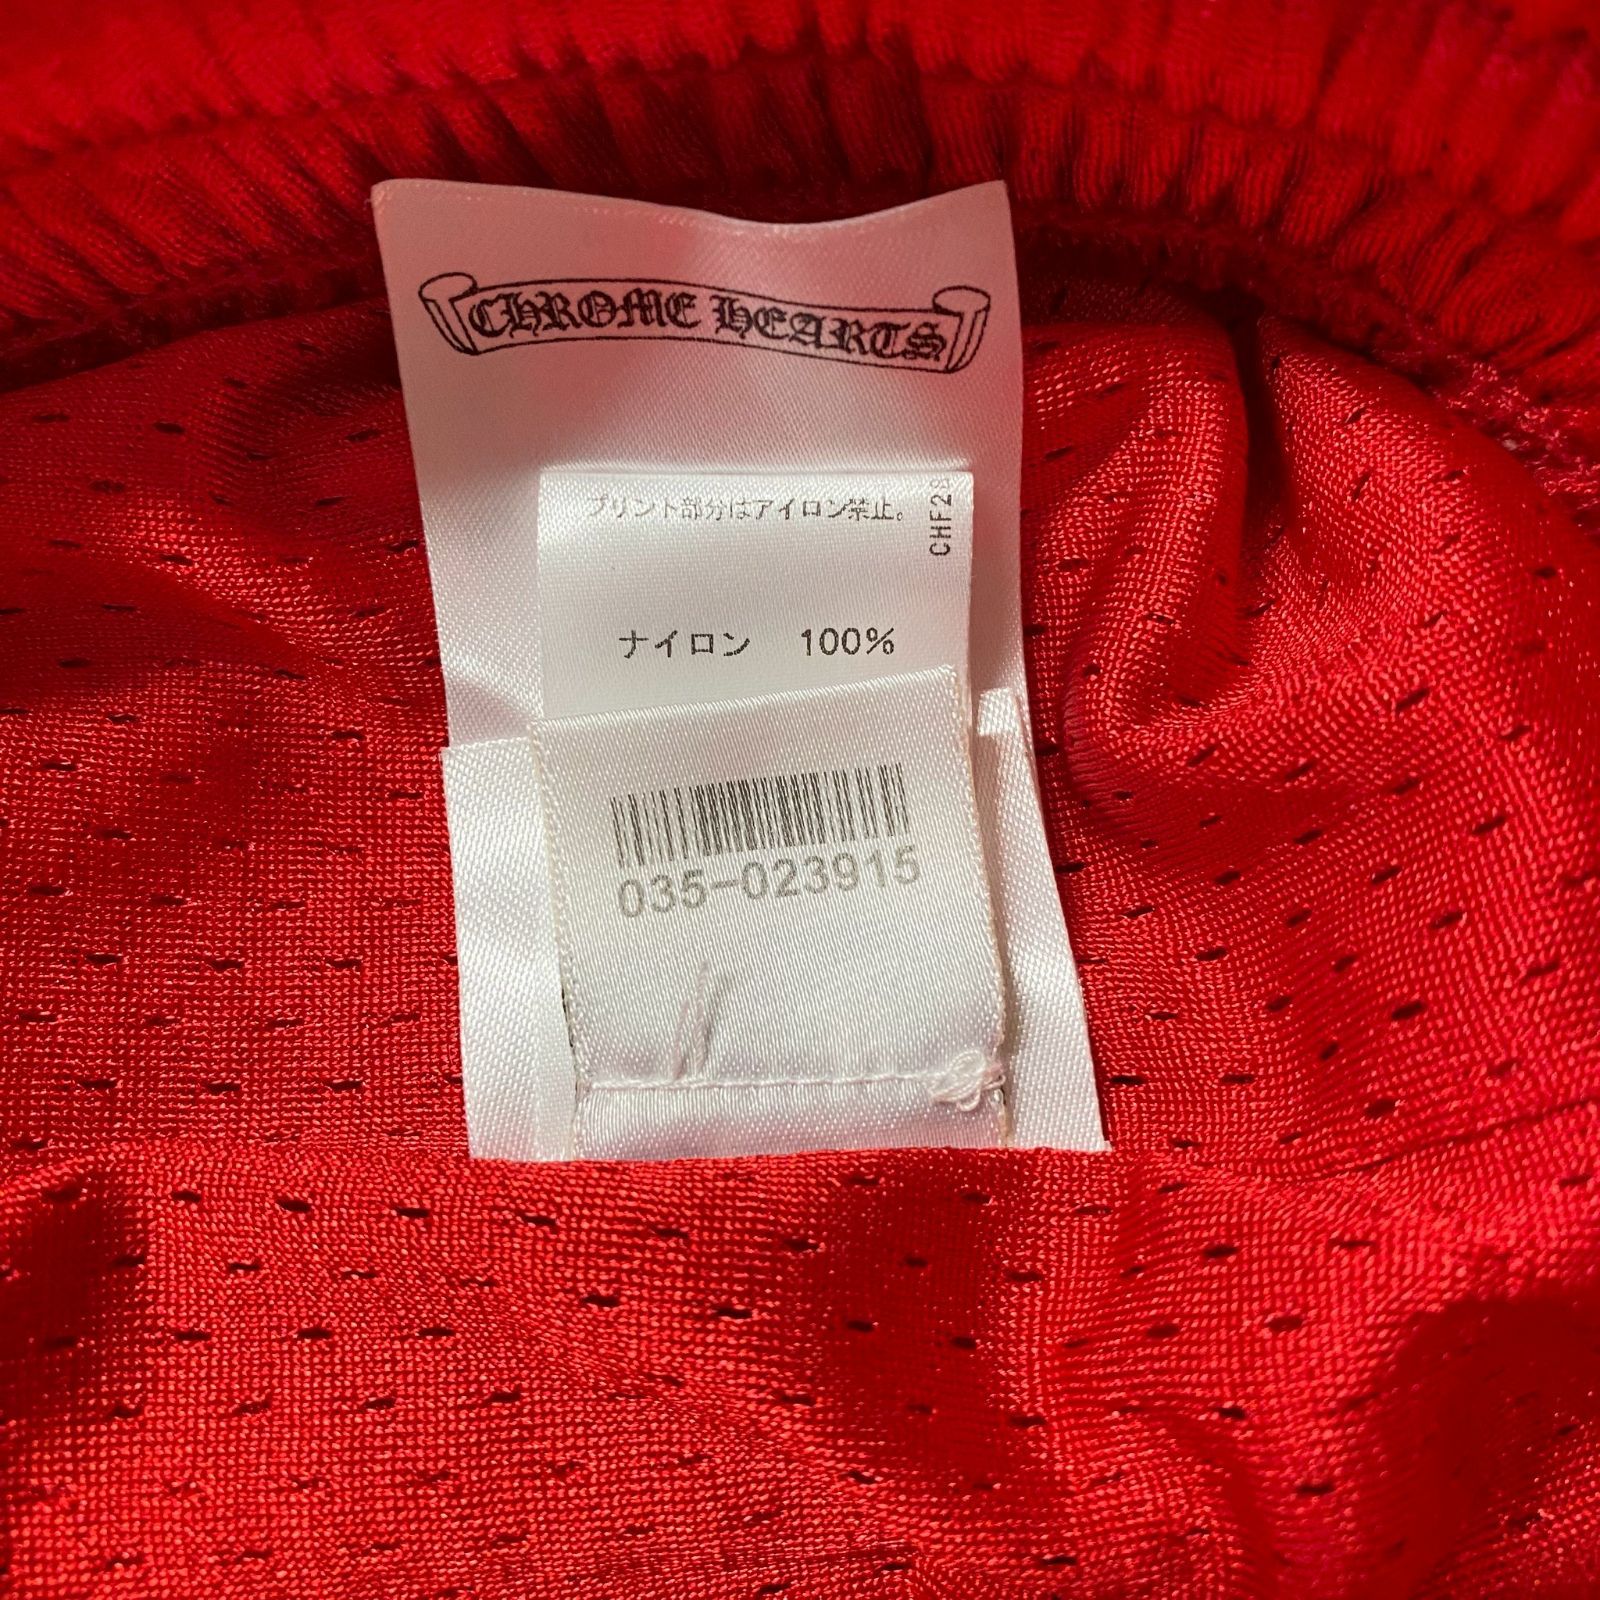 CHROME HEARTS
プリント部分はアイロン禁止。
CHF28
ナイロン 100%
035-023915